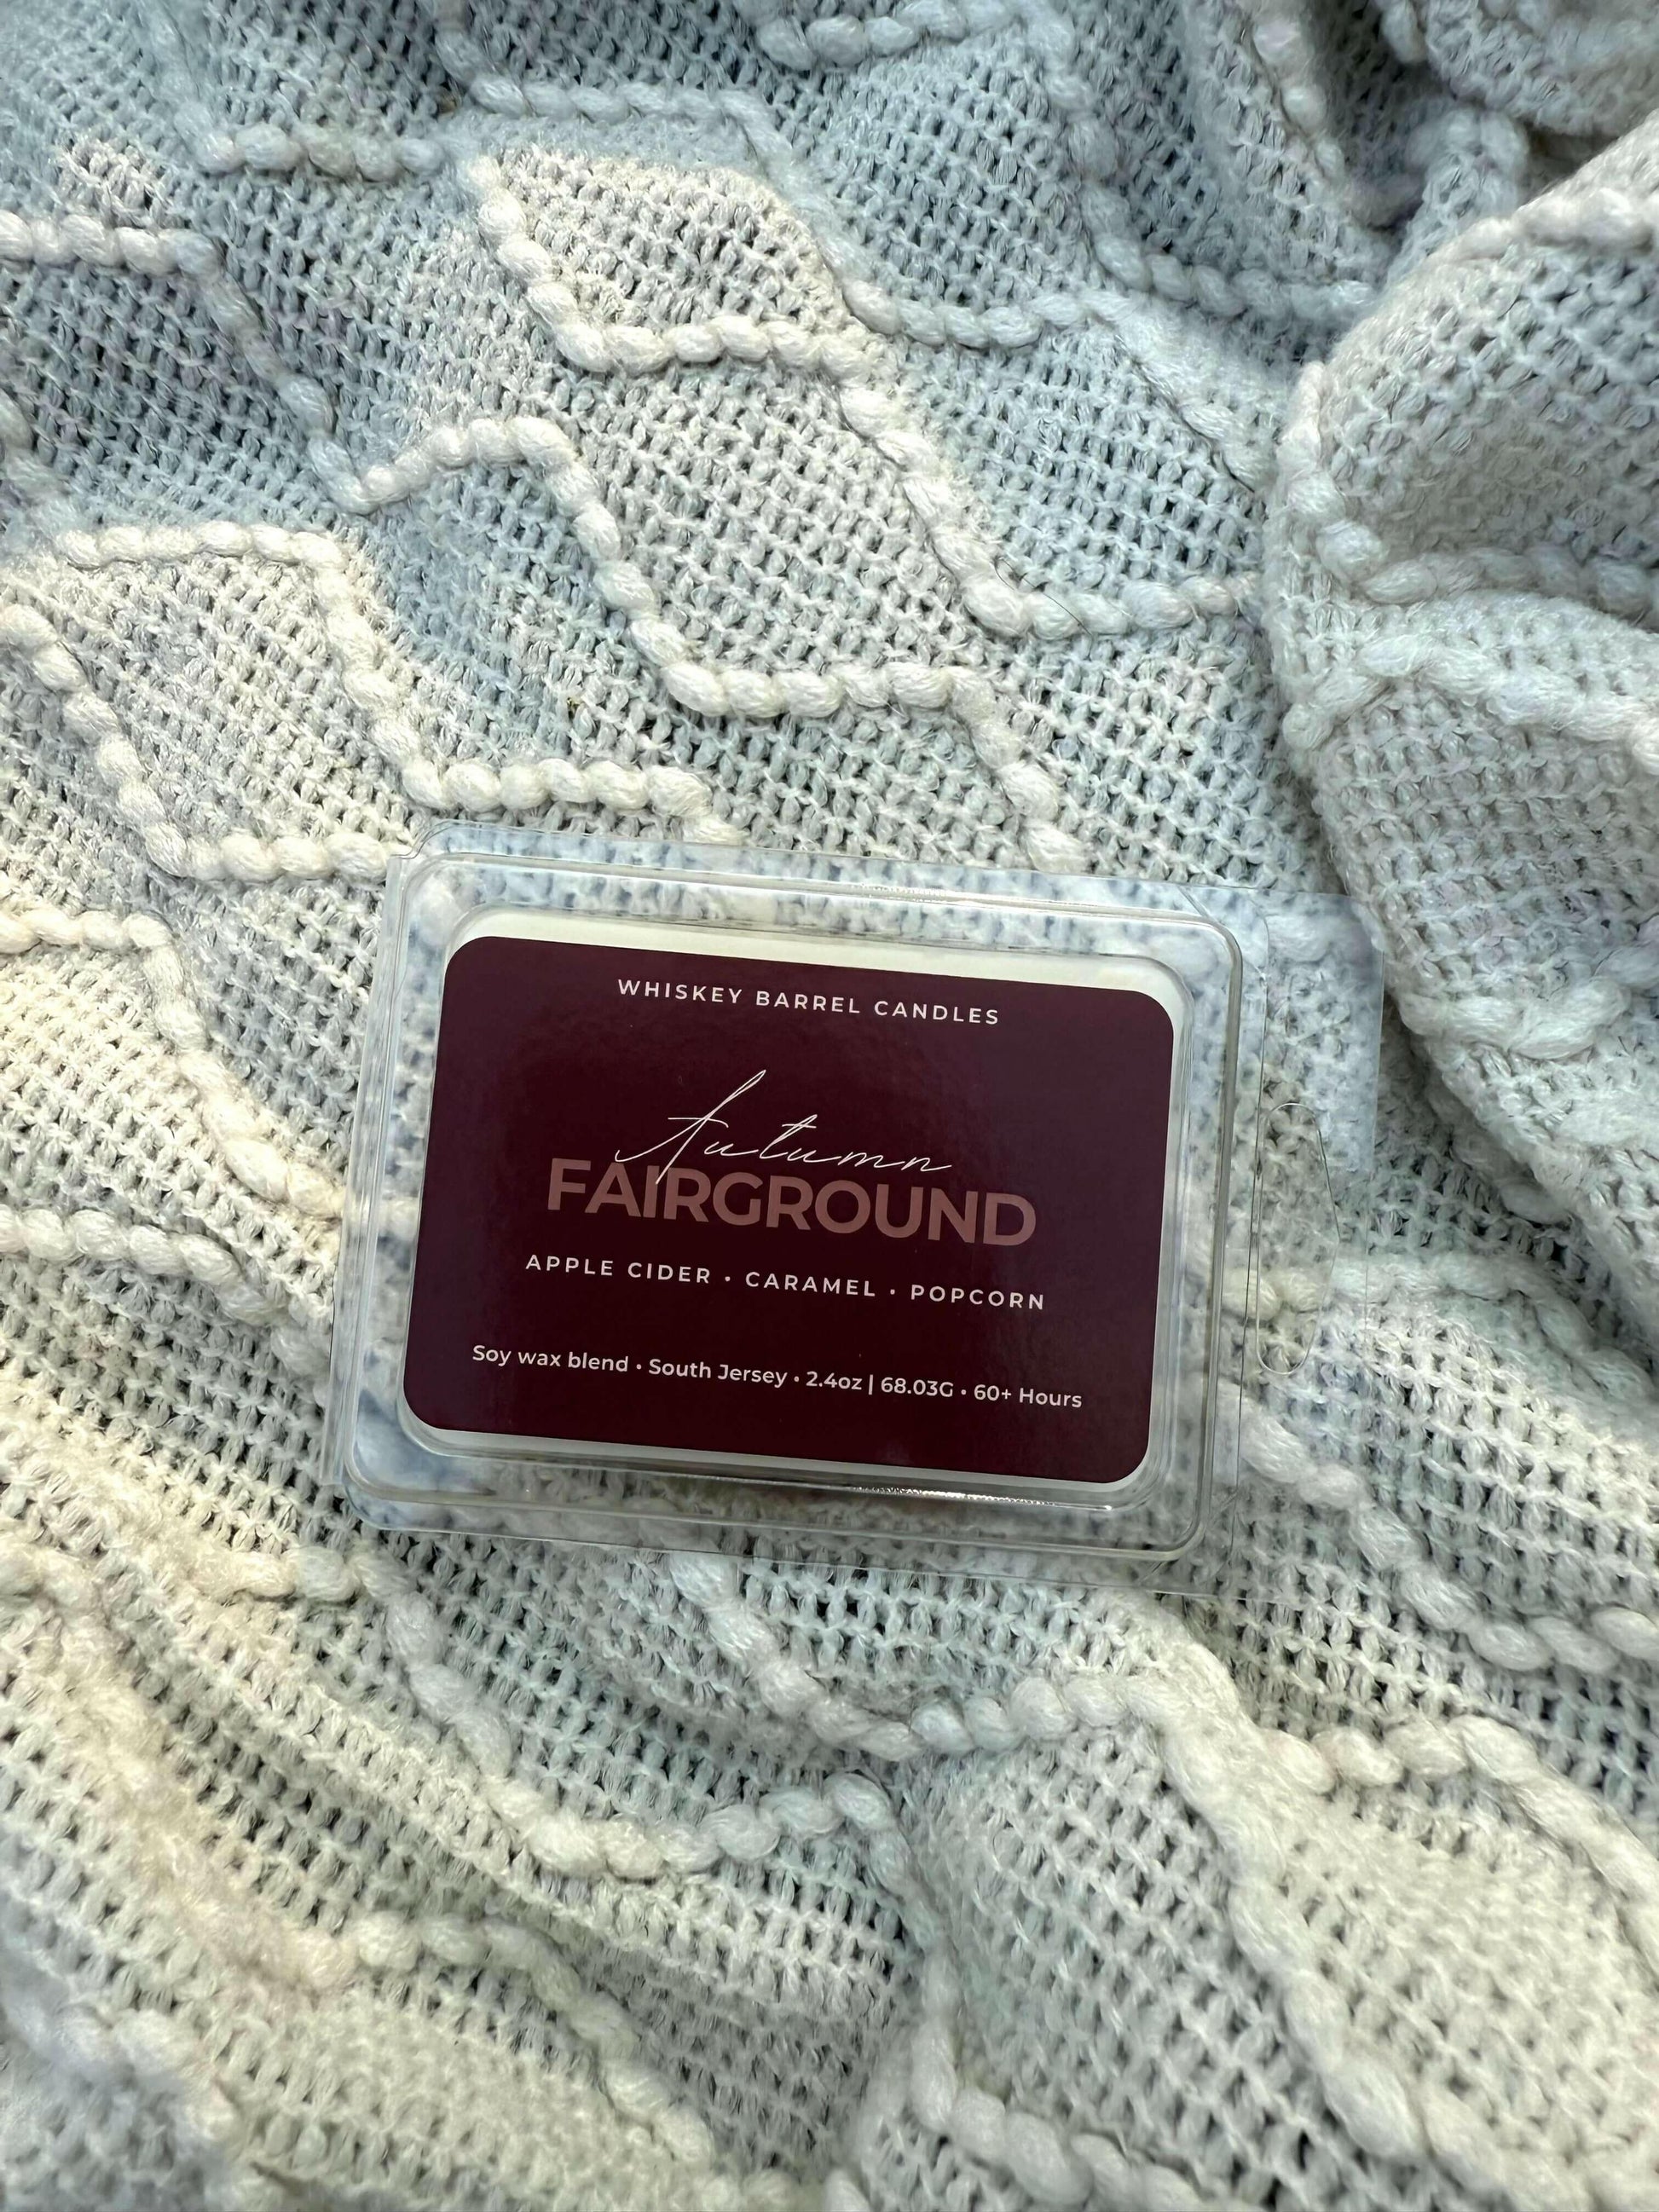 WHISKEY BARREL CANDLES
Autumn
FAIRGROUND
APPLE CIDER • CARAMEL • POPCORN
Soy wax blend • South Jersey • 2.4oz | 68.03G • 60+ Hours